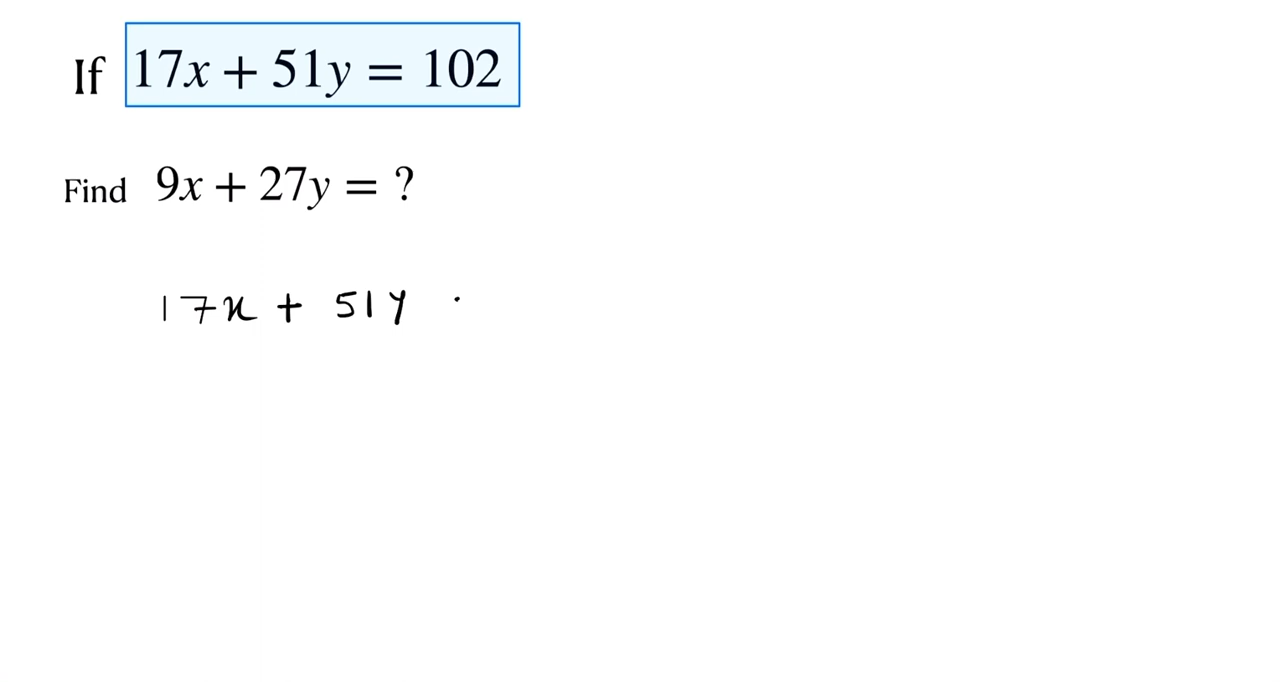 If 17x + 51y = 102
Find 9x + 27y = ?
17x + 51y